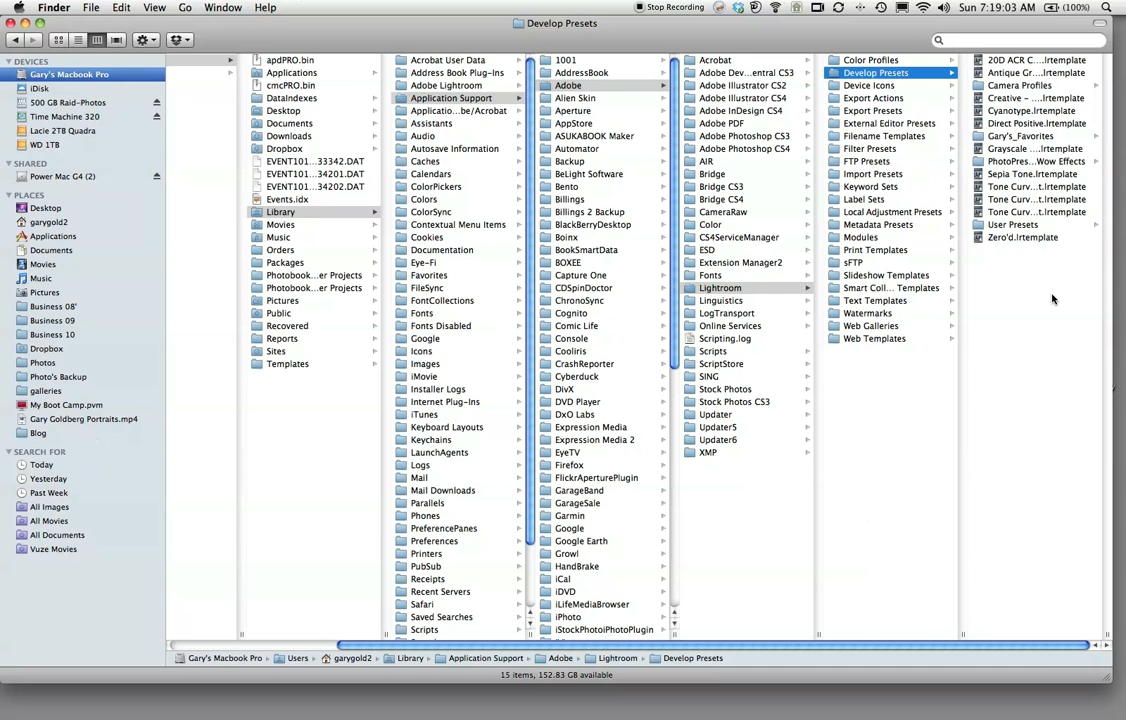 Finder File Edit View Go Window Help Stop Recording Sun 7:19:03 AM (100%)
Develop Presets
DEVICES
Gary's Macbook Pro
iDisk
500 GB Raid-Photos
Time Machine 320
Lacie 2TB Quadra
WD 1TB
SHARED
Power Mac G4 (2)
PLACES
Desktop
garygold2
Applications
Documents
Movies
Music
Pictures
Business 08'
Business 09
Business 10
Dropbox
Photos
Photo's Backup
galleries
My Boot Camp.pvm
Gary Goldberg Portraits.mp4
Blog
SEARCH FOR
Today
Yesterday
Past Week
All Images
All Movies
All Documents
Vuze Movies
apdPRO.bin
Applications
cmcPRO.bin
DataIndexes
Desktop
Documents
Downloads
Dropbox
EVENT101...33342.DAT
EVENT101...34201.DAT
EVENT101...34202.DAT
Events.idx
Library
Movies
Music
Orders
Packages
Photobook...er Projects
Photobook...er Projects
Pictures
Public
Recovered
Reports
Sites
Templates
Acrobat User Data
Address Book Plug-Ins
Adobe Lightroom
Application Support
Applicatio...be/Acrobat
Assistants
Audio
Autosave Information
Caches
Calendars
ColorPickers
Colors
ColorSync
Contextual Menu Items
Cookies
Documentation
Eye-Fi
Favorites
FileSync
FontCollections
Fonts
Fonts Disabled
Google
Icons
Images
iMovie
Installer Logs
Internet Plug-Ins
iTunes
Keyboard Layouts
Keychains
LaunchAgents
Logs
Mail
Mail Downloads
Parallels
Phones
PreferencePanes
Preferences
Printers
PubSub
Receipts
Recent Servers
Safari
Saved Searches
Scripts
1001
AddressBook
Adobe
Alien Skin
Aperture
AppStore
ASUKABOOK Maker
Automator
Backup
BeLight Software
Bento
Billings
Billings 2 Backup
BlackBerryDesktop
Boinx
BookSmartData
BOXEE
Capture One
CDSpinDoctor
ChronoSync
Cognito
Comic Life
Console
Cooliris
CrashReporter
Cyberduck
DivX
DVD Player
DxO Labs
Expression Media
Expression Media 2
EyeTV
Firefox
FlickrAperturePlugin
GarageBand
GarageSale
Garmin
Google
Google Earth
Growl
HandBrake
iCal
iDVD
iLifeMediaBrowser
iPhoto
iStockPhotoiPhotoPlugin
Acrobat
Adobe Dev...entral CS3
Adobe Illustrator CS2
Adobe Illustrator CS4
Adobe InDesign CS4
Adobe PDF
Adobe Photoshop CS3
Adobe Photoshop CS4
AIR
Bridge
Bridge CS3
Bridge CS4
CameraRaw
Color
CS4ServiceManager
ESD
Extension Manager2
Fonts
Lightroom
Linguistics
LogTransport
Online Services
Scripting.log
Scripts
ScriptStore
SING
Stock Photos
Stock Photos CS3
Updater
Updater5
Updater6
XMP
Color Profiles
Develop Presets
Device Icons
Export Actions
Export Presets
External Editor Presets
Filename Templates
Filter Presets
FTP Presets
Import Presets
Keyword Sets
Label Sets
Local Adjustment Presets
Metadata Presets
Modules
Print Templates
sFTP
Slideshow Templates
Smart Coll... Templates
Text Templates
Watermarks
Web Galleries
Web Templates
20D ACR C....lrtemplate
Antique Gr...lrtemplate
Camera Profiles
Creative - ...lrtemplate
Cyanotype.lrtemplate
Direct Positive.lrtemplate
Gary's_Favorites
Grayscale ....lrtemplate
PhotoPres...Wow Effects
Sepia Tone.lrtemplate
Tone Curv...t.lrtemplate
Tone Curv...t.lrtemplate
Tone Curv...t.lrtemplate
User Presets
Zero'd.lrtemplate
Gary's Macbook Pro Users garygold2 Library Application Support Adobe Lightroom Develop Presets
15 items, 152.83 GB available